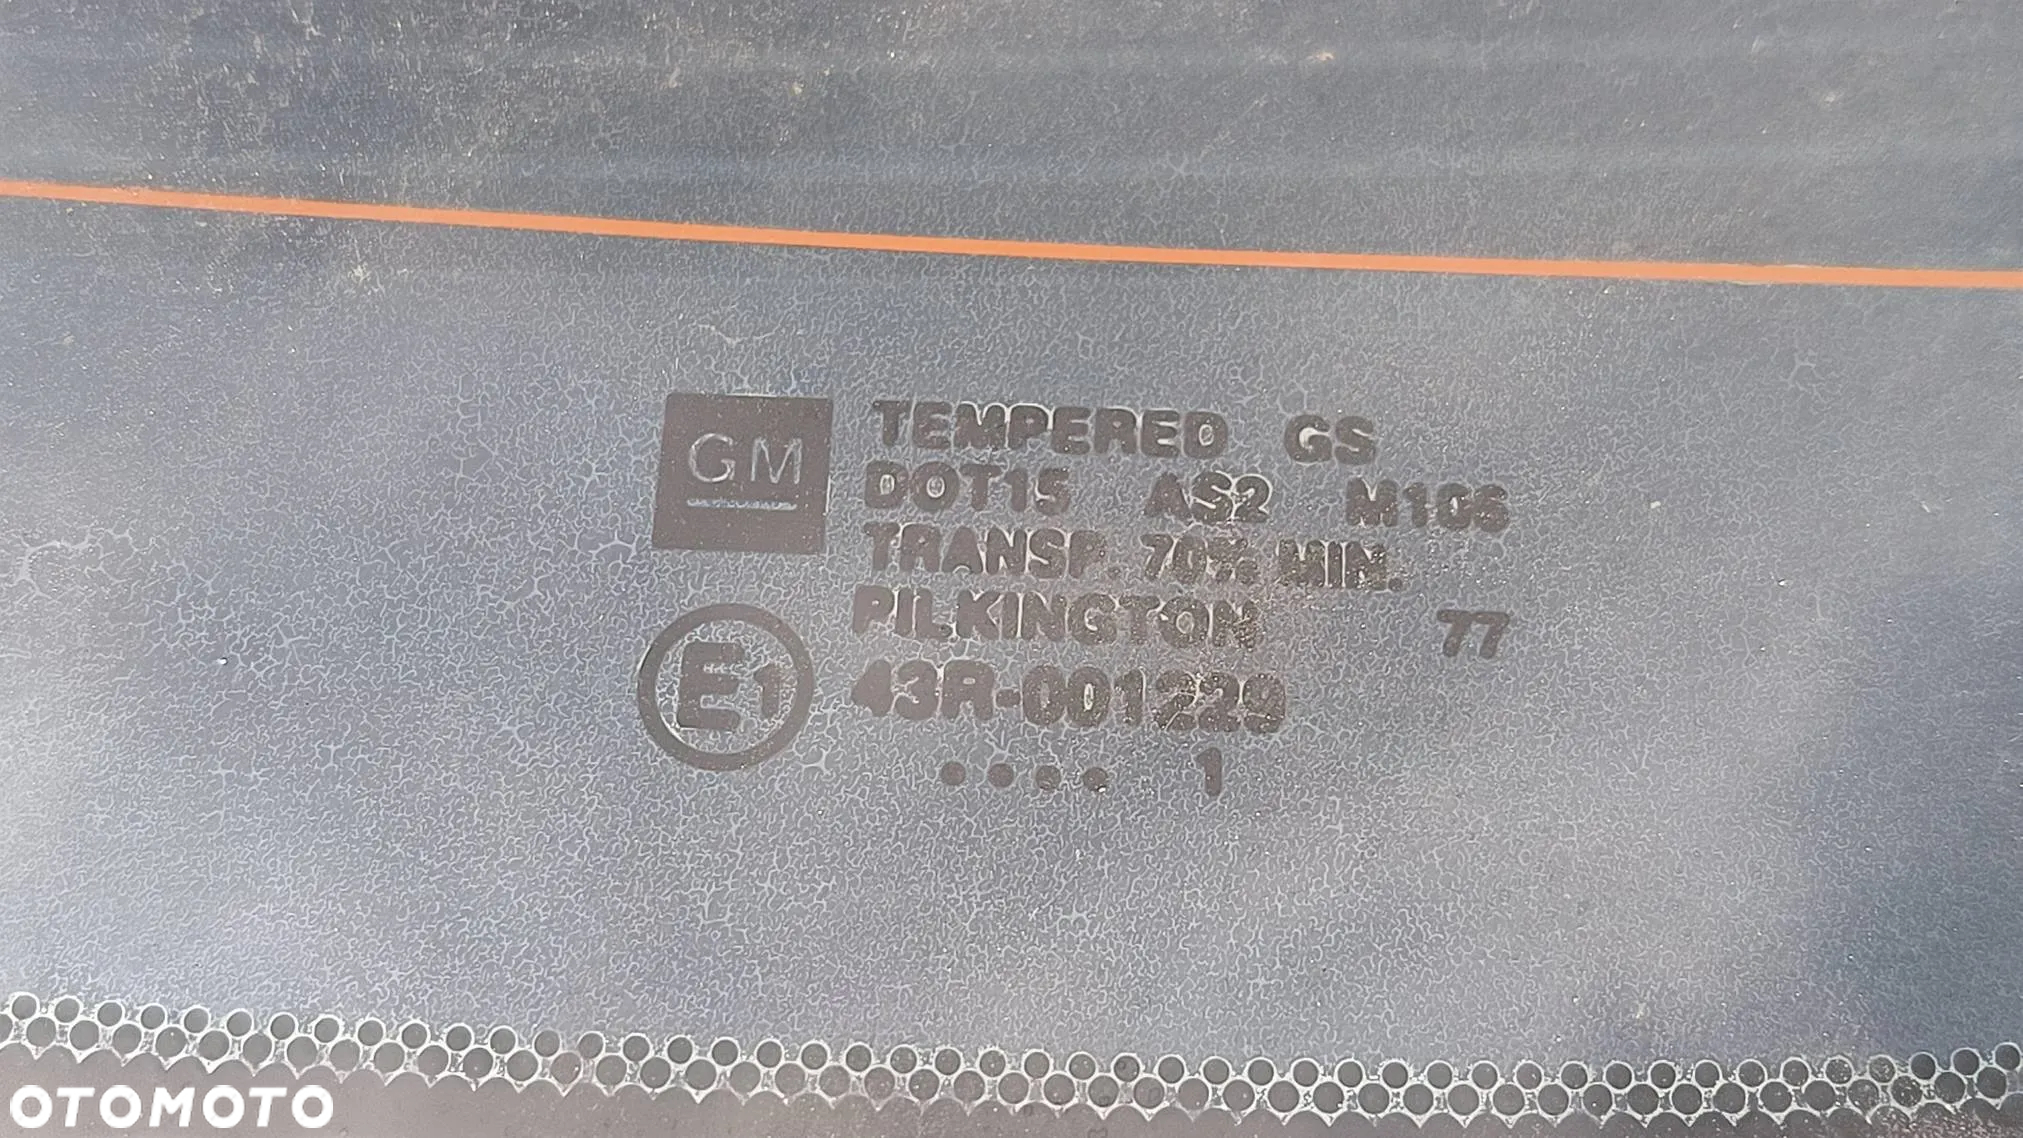 GM
TEMPERED GS
DOT15 AS2 M106
TRANSP. 70% MIN.
PILKINGTON 77
E1 43R-001229
•••• 1
OTOMOTO